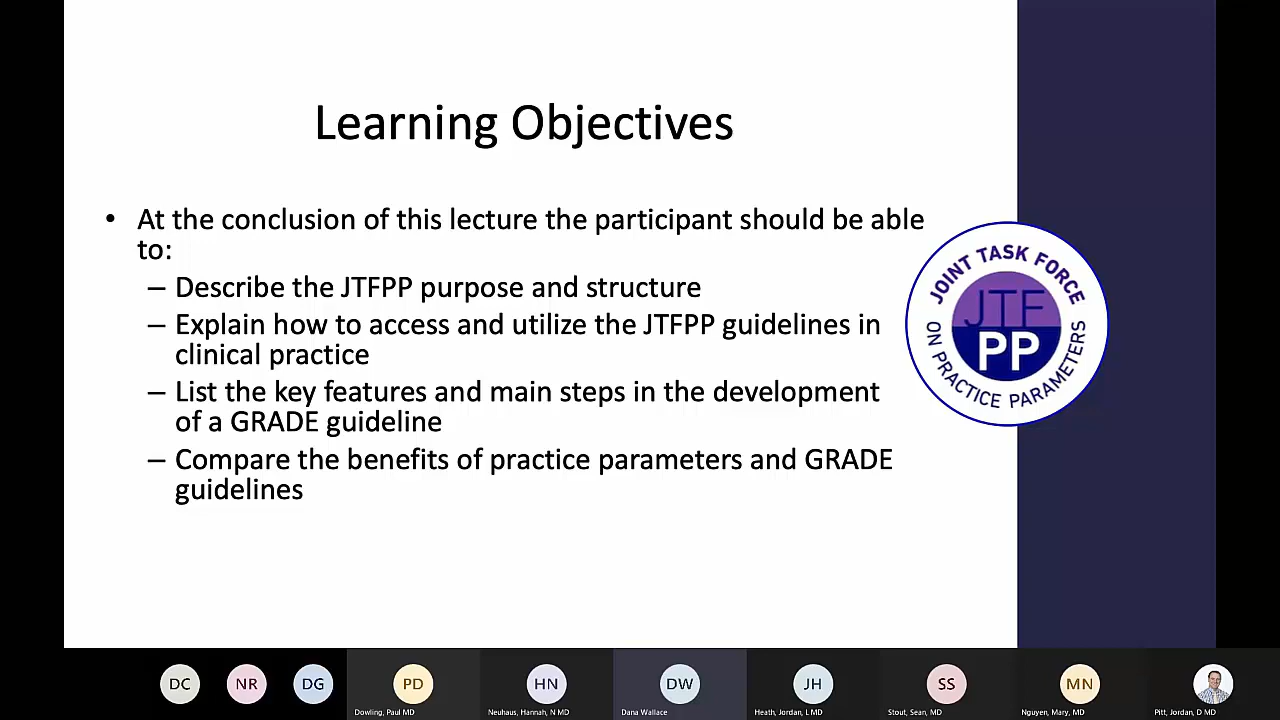 Learning Objectives
• At the conclusion of this lecture the participant should be able
to:
– Describe the JTFPP purpose and structure
– Explain how to access and utilize the JTFPP guidelines in
clinical practice
– List the key features and main steps in the development
of a GRADE guideline
– Compare the benefits of practice parameters and GRADE
guidelines
JOINT TASK FORCE
JTF
PP
ON PRACTICE PARAMETERS
DC
NR
DG
PD
HN
DW
JH
SS
MN
Dowling, Paul MD
Neuhaus, Hannah, N MD
Dana Wallace
Heath, Jordan, L MD
Stout, Sean, MD
Nguyen, Mary, MD
Pitt, Jordan, D MD